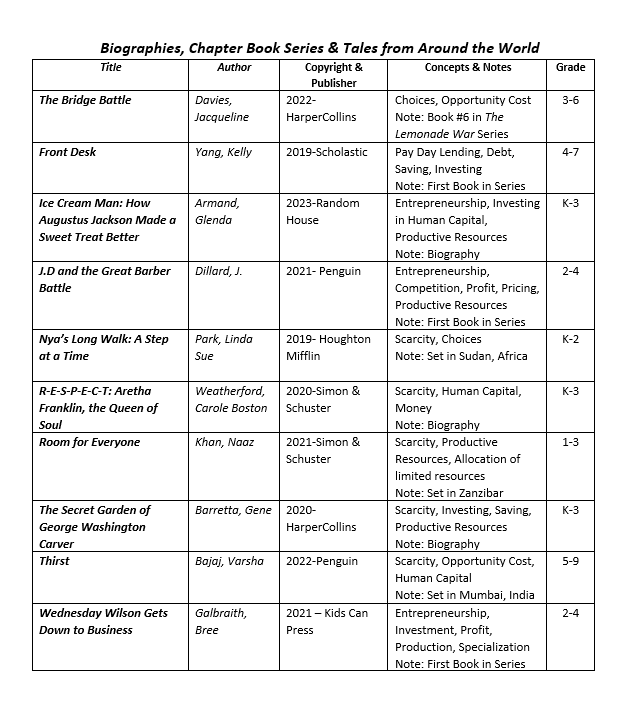 Biographies, Chapter Book Series & Tales from Around the World
Title Author Copyright & Publisher Concepts & Notes Grade
The Bridge Battle
Davies,
Jacqueline
2022-
HarperCollins
Choices, Opportunity Cost
Note: Book #6 in The
Lemonade War Series
3-6
Front Desk
Yang, Kelly
2019-Scholastic
Pay Day Lending, Debt,
Saving, Investing
Note: First Book in Series
4-7
Ice Cream Man: How
Augustus Jackson Made a
Sweet Treat Better
Armand,
Glenda
2023-Random
House
Entrepreneurship, Investing
in Human Capital,
Productive Resources
Note: Biography
K-3
J.D and the Great Barber
Battle
Dillard, J.
2021- Penguin
Entrepreneurship,
Competition, Profit, Pricing,
Productive Resources
Note: First Book in Series
2-4
Nya’s Long Walk: A Step
at a Time
Park, Linda
Sue
2019- Houghton
Mifflin
Scarcity, Choices
Note: Set in Sudan, Africa
K-2
R-E-S-P-E-C-T: Aretha
Franklin, the Queen of
Soul
Weatherford,
Carole Boston
2020-Simon &
Schuster
Scarcity, Human Capital,
Money
Note: Biography
K-3
Room for Everyone
Khan, Naaz
2021-Simon &
Schuster
Scarcity, Productive
Resources, Allocation of
limited resources
Note: Set in Zanzibar
1-3
The Secret Garden of
George Washington
Carver
Barretta, Gene
2020-
HarperCollins
Scarcity, Investing, Saving,
Productive Resources
Note: Biography
K-3
Thirst
Bajaj, Varsha
2022-Penguin
Scarcity, Opportunity Cost,
Human Capital
Note: Set in Mumbai, India
5-9
Wednesday Wilson Gets
Down to Business
Galbraith,
Bree
2021 – Kids Can
Press
Entrepreneurship,
Investment, Profit,
Production, Specialization
Note: First Book in Series
2-4